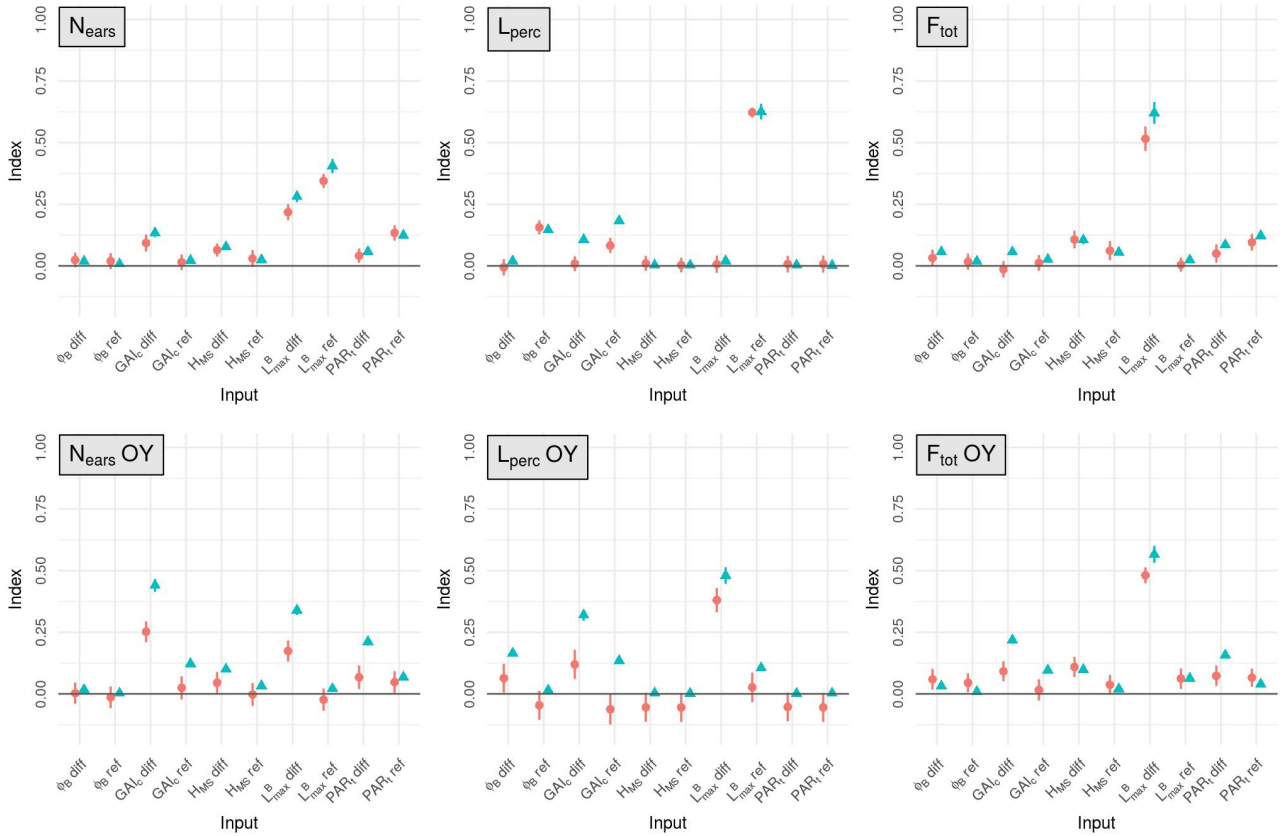 N_ears
Index
1.00
0.75
0.50
0.25
0.00
ϕ_B diff
ϕ_B ref
GAI_c diff
GAI_c ref
H_MS diff
H_MS ref
L^B_max diff
L^B_max ref
PAR_t diff
PAR_t ref
Input
L_perc
Index
1.00
0.75
0.50
0.25
0.00
ϕ_B diff
ϕ_B ref
GAI_c diff
GAI_c ref
H_MS diff
H_MS ref
L^B_max diff
L^B_max ref
PAR_t diff
PAR_t ref
Input
F_tot
Index
1.00
0.75
0.50
0.25
0.00
ϕ_B diff
ϕ_B ref
GAI_c diff
GAI_c ref
H_MS diff
H_MS ref
L^B_max diff
L^B_max ref
PAR_t diff
PAR_t ref
Input
N_ears OY
Index
1.00
0.75
0.50
0.25
0.00
ϕ_B diff
ϕ_B ref
GAI_c diff
GAI_c ref
H_MS diff
H_MS ref
L^B_max diff
L^B_max ref
PAR_t diff
PAR_t ref
Input
L_perc OY
Index
1.00
0.75
0.50
0.25
0.00
ϕ_B diff
ϕ_B ref
GAI_c diff
GAI_c ref
H_MS diff
H_MS ref
L^B_max diff
L^B_max ref
PAR_t diff
PAR_t ref
Input
F_tot OY
Index
1.00
0.75
0.50
0.25
0.00
ϕ_B diff
ϕ_B ref
GAI_c diff
GAI_c ref
H_MS diff
H_MS ref
L^B_max diff
L^B_max ref
PAR_t diff
PAR_t ref
Input